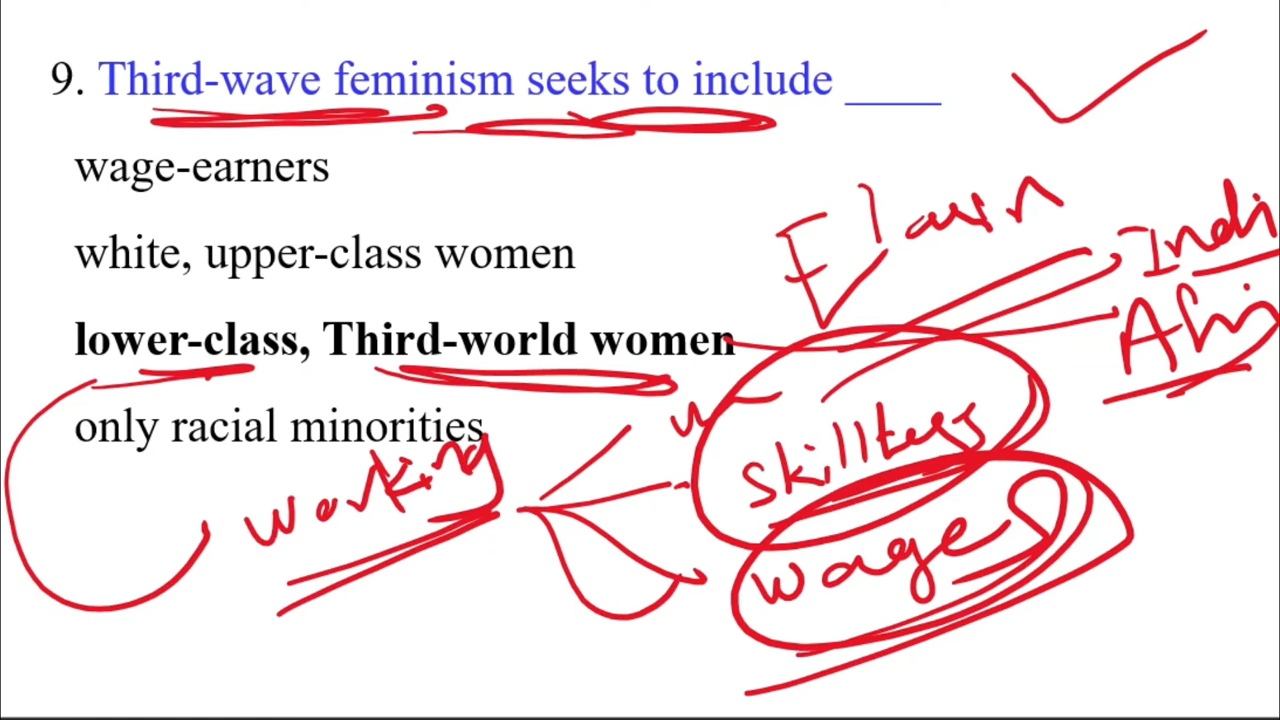 9. Third-wave feminism seeks to include ____
wage-earners
white, upper-class women
lower-class, Third-world women
only racial minorities
Indi
working
wages